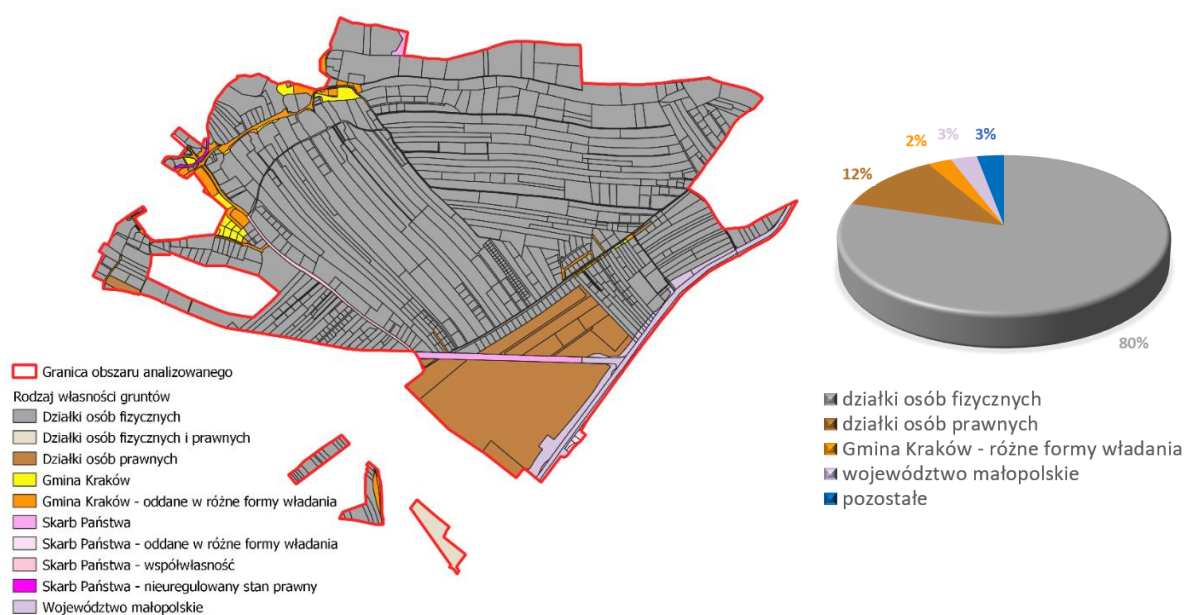 Granica obszaru analizowanego
Rodzaj własności gruntów
Działki osób fizycznych
Działki osób fizycznych i prawnych
Działki osób prawnych
Gmina Kraków
Gmina Kraków - oddane w różne formy władania
Skarb Państwa
Skarb Państwa - oddane w różne formy władania
Skarb Państwa - współwłasność
Skarb Państwa - nieuregulowany stan prawny
Województwo małopolskie
2%
3%
3%
12%
80%
działki osób fizycznych
działki osób prawnych
Gmina Kraków - różne formy władania
województwo małopolskie
pozostałe